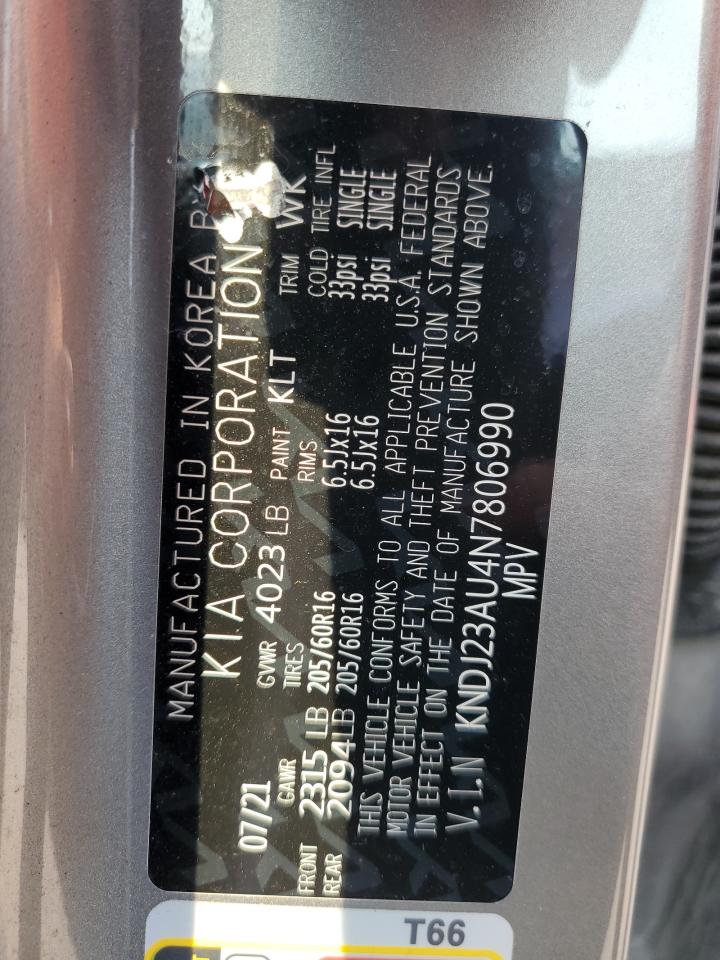 MANUFACTURED IN KOREA BY
KIA CORPORATION
07/21 GVWR 4023 LB PAINT KLT TRIM WK
GAWR TIRES RIMS COLD TIRE INFL
FRONT 2315 LB 205/60R16 6.5Jx16 33psi SINGLE
REAR 2094 LB 205/60R16 6.5Jx16 33psi SINGLE
THIS VEHICLE CONFORMS TO ALL APPLICABLE U.S.A. FEDERAL
MOTOR VEHICLE SAFETY AND THEFT PREVENTION STANDARDS
IN EFFECT ON THE DATE OF MANUFACTURE SHOWN ABOVE.
V.I.N KNDJ23AU4N7806990
MPV
T66